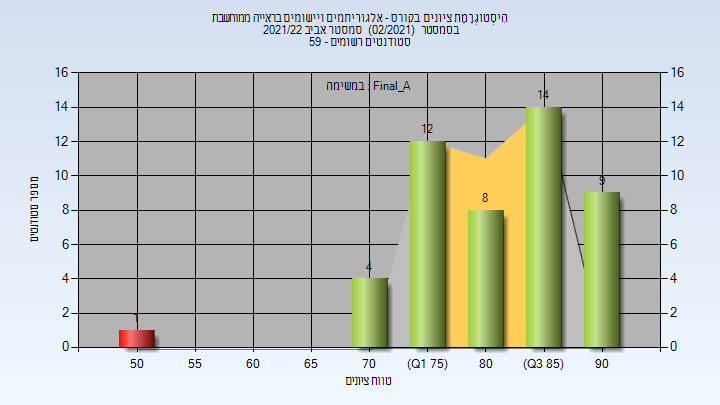 היסטוגרמת ציונים בקורס - אלגוריתמים ויישומים בראייה ממוחשבת
בסמסטר (02/2021) סמסטר אביב 2021/22
סטודנטים רשומים - 59
במשימה : Final_A
16 16
14 14 14
12 12 12
10 10
9
8 8 8
6 6
4 4 4
2 2
1
0 0
מספר סטודנטים
50 55 60 65 70 (Q1 75) 80 (Q3 85) 90
טווח ציונים